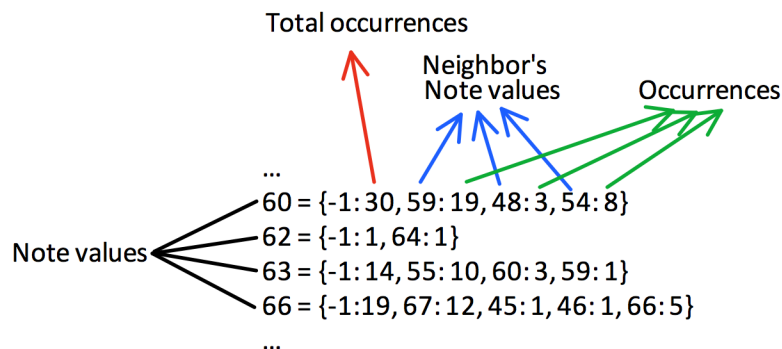 Total occurrences
Neighbor's
Note values
Occurrences
...
60 = {-1:30, 59:19, 48:3, 54:8}
62 = {-1:1, 64:1}
Note values
63 = {-1:14, 55:10, 60:3, 59:1}
66 = {-1:19, 67:12, 45:1, 46:1, 66:5}
...